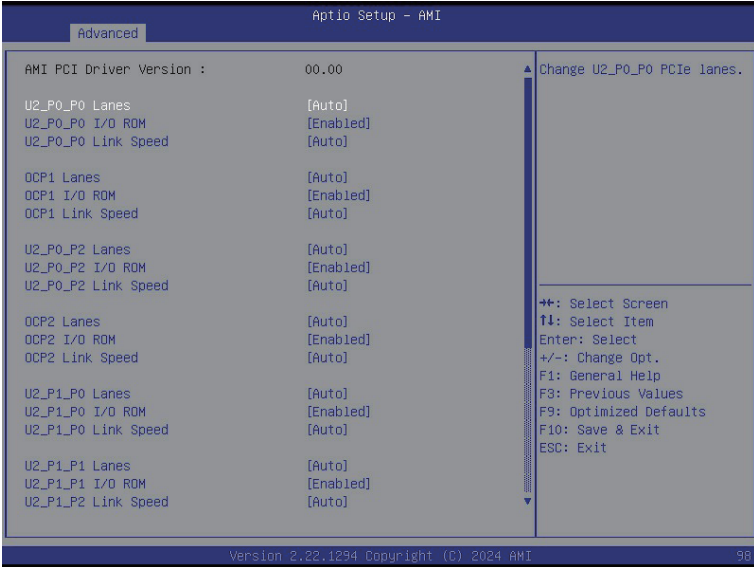 Aptio Setup – AMI
Advanced
AMI PCI Driver Version : 00.00
U2_P0_P0 Lanes [Auto]
U2_P0_P0 I/O ROM [Enabled]
U2_P0_P0 Link Speed [Auto]
OCP1 Lanes [Auto]
OCP1 I/O ROM [Enabled]
OCP1 Link Speed [Auto]
U2_P0_P2 Lanes [Auto]
U2_P0_P2 I/O ROM [Enabled]
U2_P0_P2 Link Speed [Auto]
OCP2 Lanes [Auto]
OCP2 I/O ROM [Enabled]
OCP2 Link Speed [Auto]
U2_P1_P0 Lanes [Auto]
U2_P1_P0 I/O ROM [Enabled]
U2_P1_P0 Link Speed [Auto]
U2_P1_P1 Lanes [Auto]
U2_P1_P1 I/O ROM [Enabled]
U2_P1_P2 Link Speed [Auto]
Change U2_P0_P0 PCIe lanes.
→←: Select Screen
↑↓: Select Item
Enter: Select
+/-: Change Opt.
F1: General Help
F3: Previous Values
F9: Optimized Defaults
F10: Save & Exit
ESC: Exit
Version 2.22.1294 Copyright (C) 2024 AMI
98